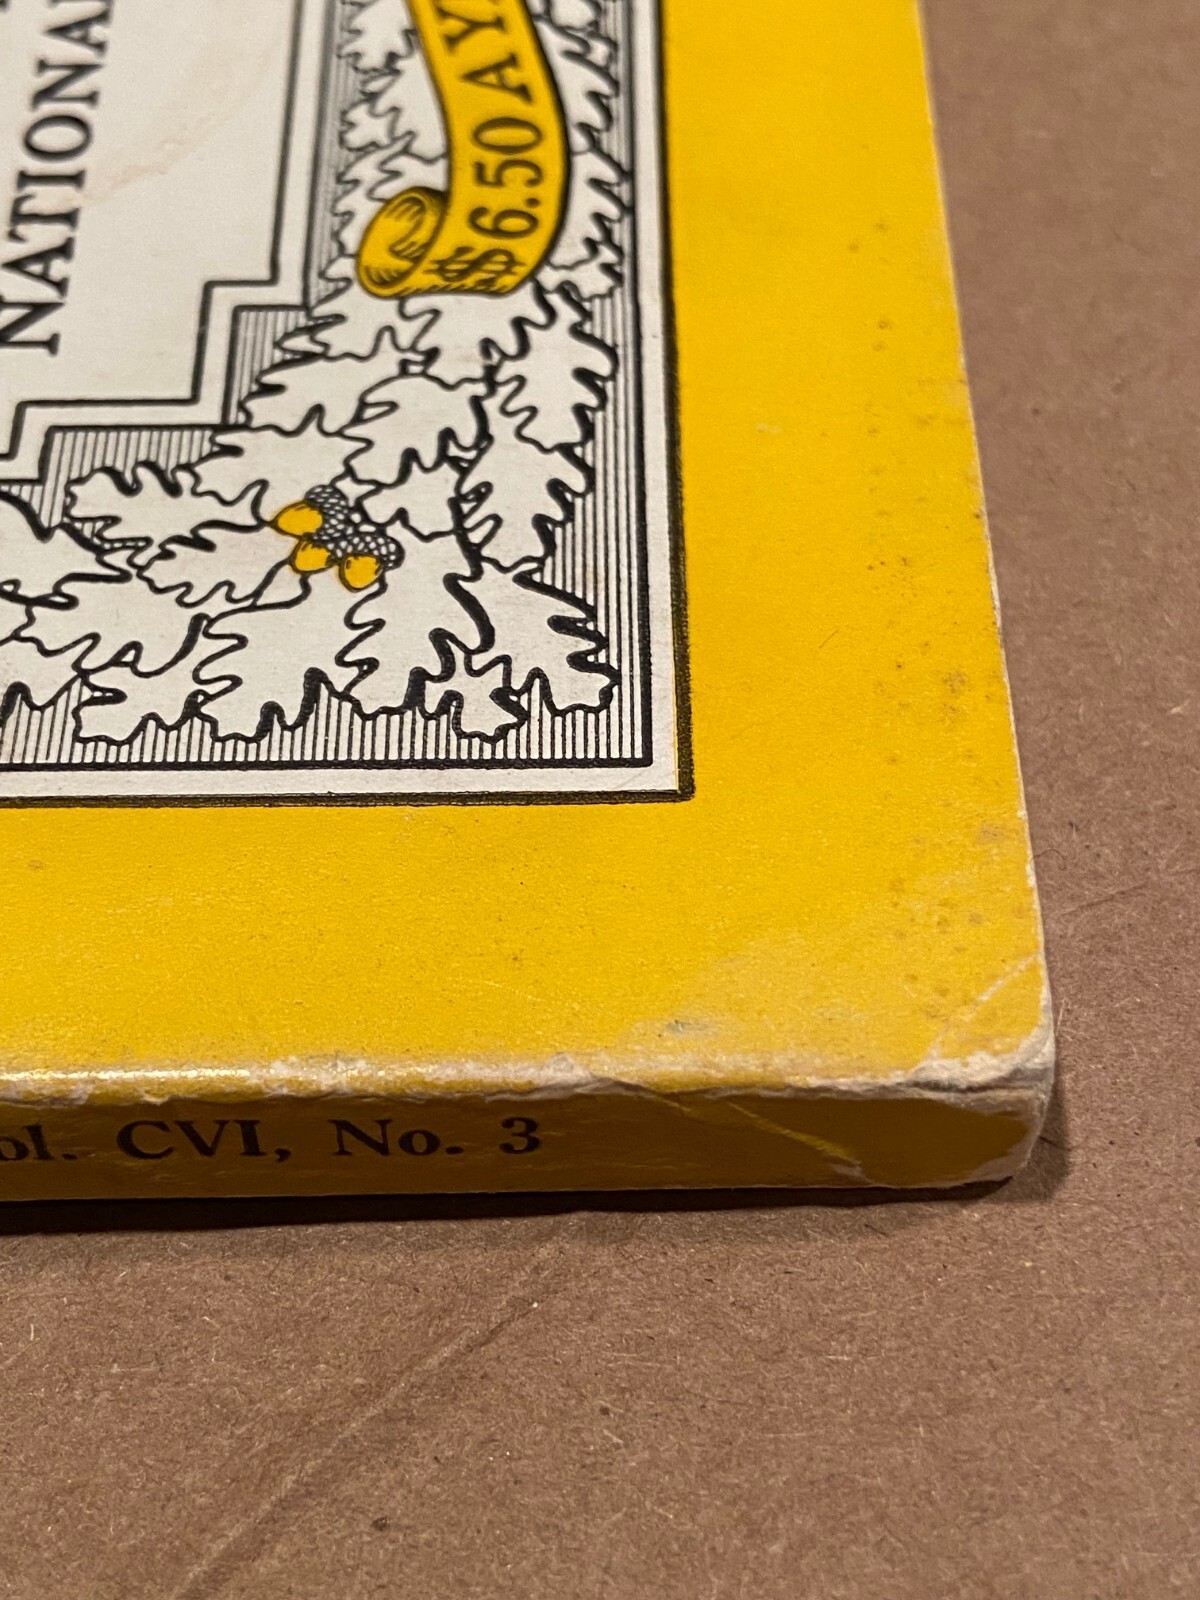 NATIONA
$6.50 A Y
ol. CVI, No. 3